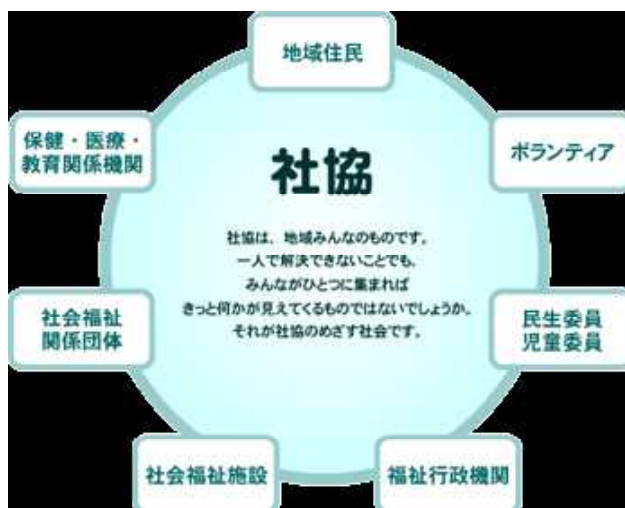 地域住民
保健・医療・
教育関係機関
ボランティア
社協
社協は、地域みんなのものです。
一人で解決できないことでも、
みんながひとつに集まれば
きっと何かが見えてくるものではないでしょうか。
それが社協のめざす社会です。
社会福祉
関係団体
民生委員
児童委員
社会福祉施設
福祉行政機関